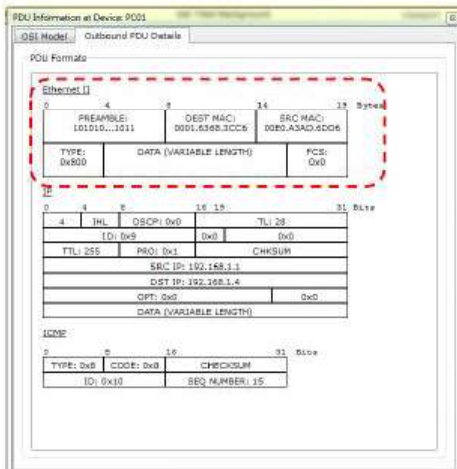 PDU Information at Device: PC01
OSI Model Outbound PDU Details
PDU Formats
Ethernet II
0 4 8 14 19 Bytes
PREAMBLE: 101010...1011 DEST MAC: 0001.6368.3CC6 SRC MAC: 00E0.A3AD.6DD6
TYPE: 0x800 DATA (VARIABLE LENGTH) FCS: 0x0
IP
0 4 8 16 19 31 Bits
4 IHL DSCP: 0x0 TL: 28
ID: 0x9 0x0 0x0
TTL: 255 PRO: 0x1 CHKSUM
SRC IP: 192.168.1.1
DST IP: 192.168.1.4
OPT: 0x0 0x0
DATA (VARIABLE LENGTH)
ICMP
0 8 16 31 Bits
TYPE: 0x8 CODE: 0x0 CHECKSUM
ID: 0x10 SEQ NUMBER: 15